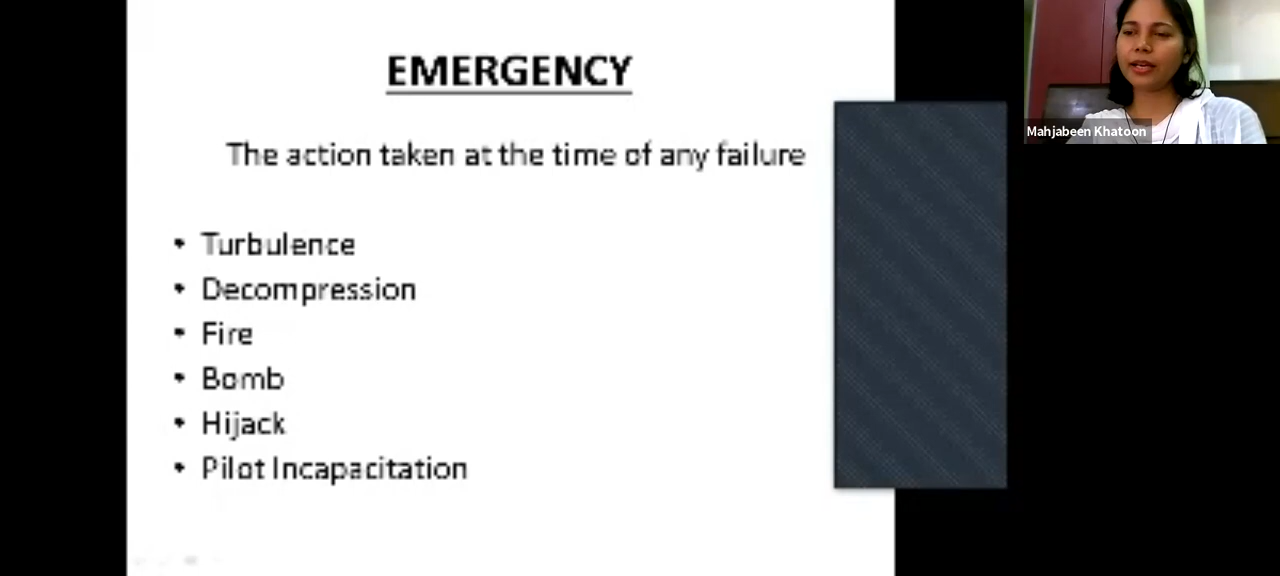 EMERGENCY
The action taken at the time of any failure
• Turbulence
• Decompression
• Fire
• Bomb
• Hijack
• Pilot Incapacitation
Mahjabeen Khatoon